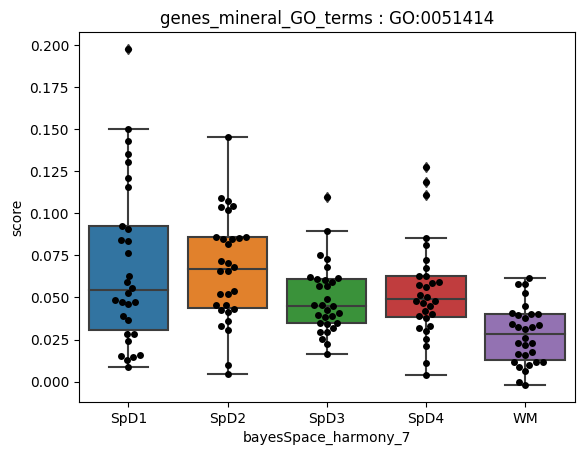 genes_mineral_GO_terms : GO:0051414
0.200
0.175
0.150
0.125
0.100
0.075
0.050
0.025
0.000
score
SpD1 SpD2 SpD3 SpD4 WM
bayesSpace_harmony_7